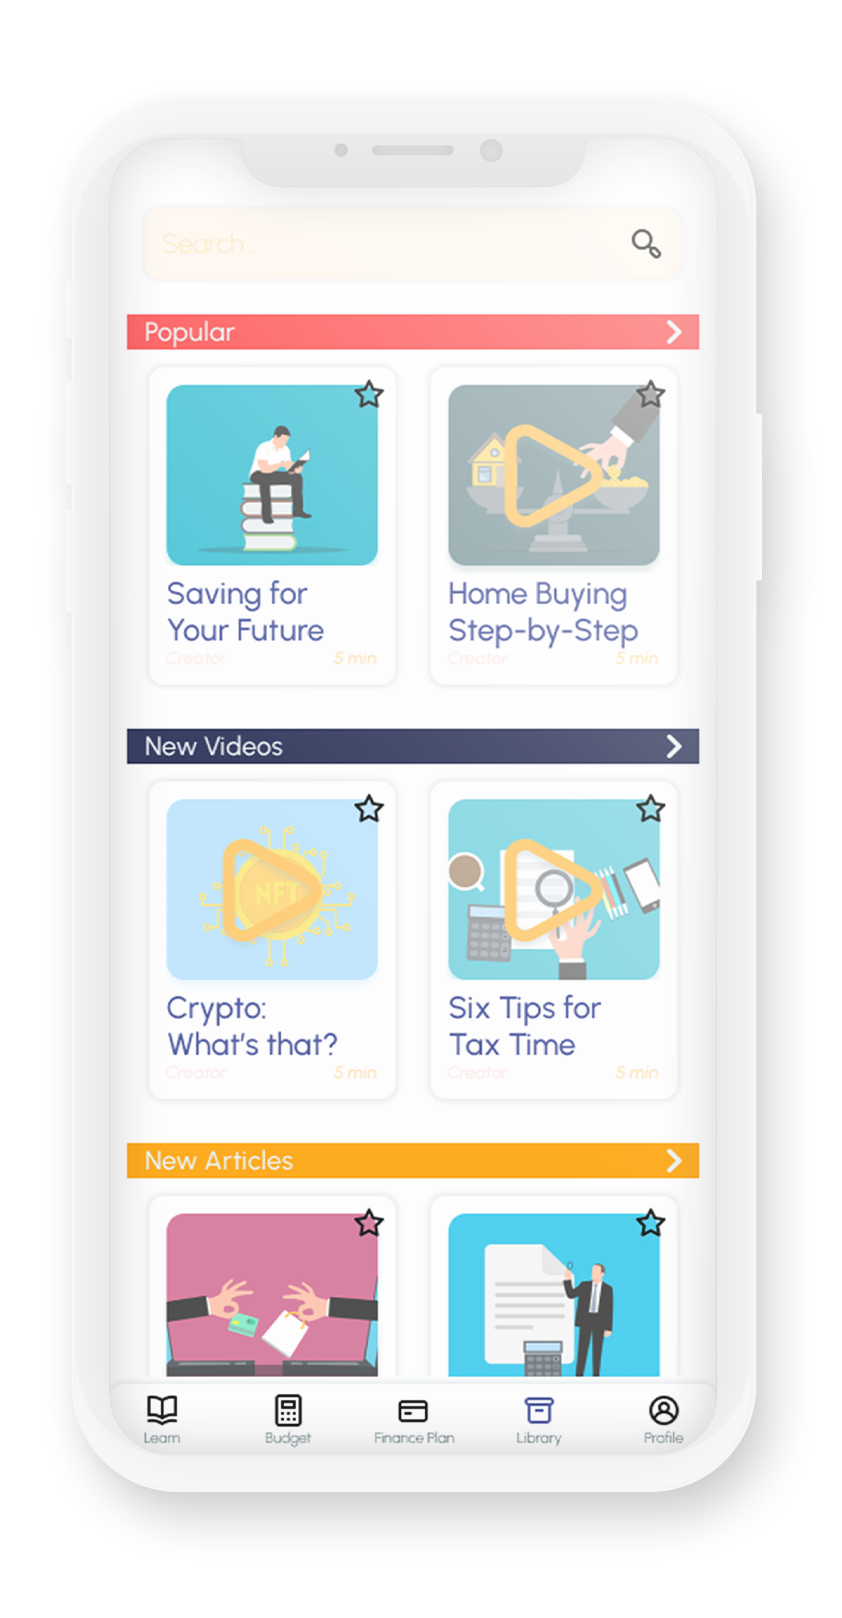 Search...
Popular
Saving for
Your Future
Creator 5 min
Home Buying
Step-by-Step
Creator 5 min
New Videos
NFT
Crypto:
What's that?
Creator 5 min
Six Tips for
Tax Time
Creator 5 min
New Articles
Learn
Budget
Finance Plan
Library
Profile